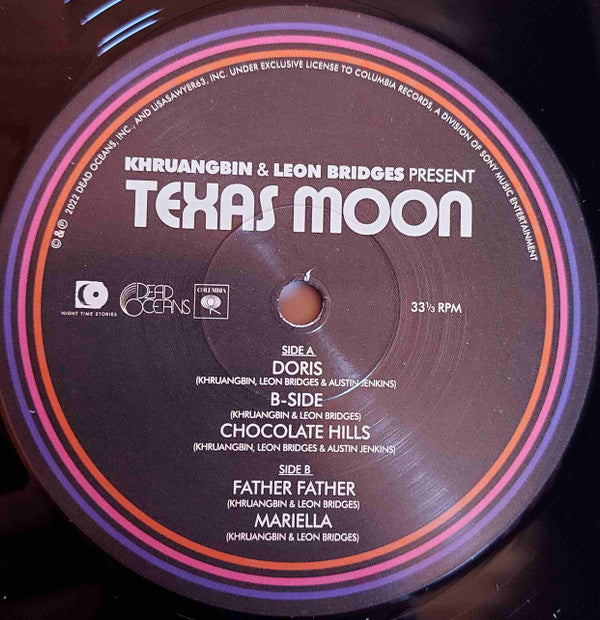 ℗ & © 2022 DEAD OCEANS, INC., AND LISASAWYER63, INC. UNDER EXCLUSIVE LICENSE TO COLUMBIA RECORDS, A DIVISION OF SONY MUSIC ENTERTAINMENT
KHRUANGBIN & LEON BRIDGES PRESENT
TEXAS MOON
NIGHT TIME STORIES
DEAD OCEANS
COLUMBIA
33 1/3 RPM
SIDE A
DORIS
(KHRUANGBIN, LEON BRIDGES & AUSTIN JENKINS)
B-SIDE
(KHRUANGBIN & LEON BRIDGES)
CHOCOLATE HILLS
(KHRUANGBIN, LEON BRIDGES & AUSTIN JENKINS)
SIDE B
FATHER FATHER
(KHRUANGBIN & LEON BRIDGES)
MARIELLA
(KHRUANGBIN & LEON BRIDGES)